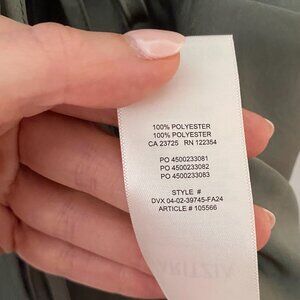 100% POLYESTER
100% POLYESTER
CA 23725 RN 122354
PO 4500233081
PO 4500233082
PO 4500233083
STYLE #
DVX 04-02-39745-FA24
ARTICLE # 105566